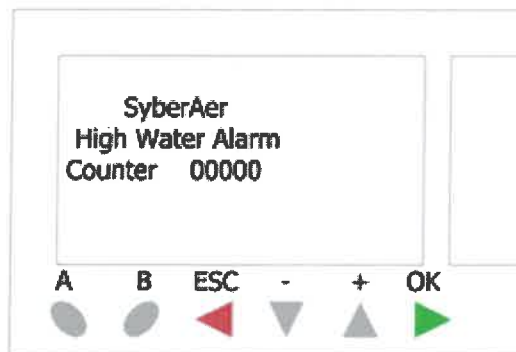 SyberAer
High Water Alarm
Counter 00000
A B ESC - + OK